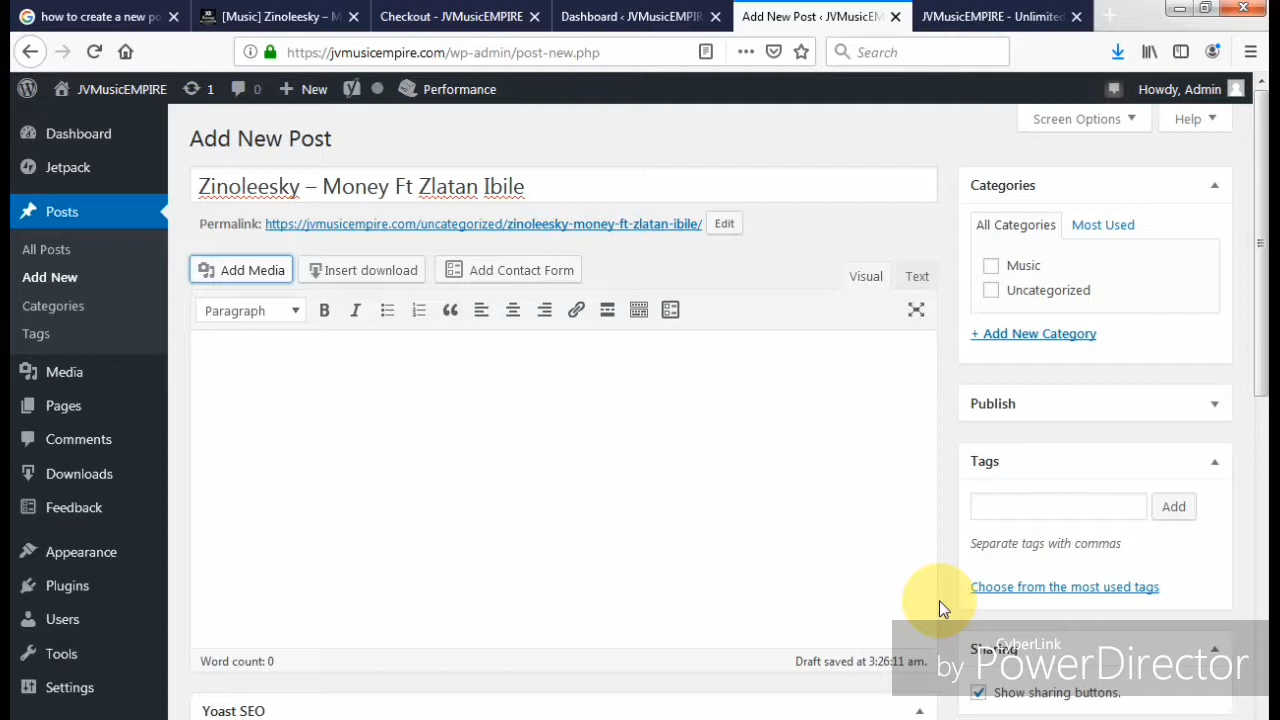 how to create a new po
[Music] Zinoleesky – M
Checkout - JVMusicEMPIRE
Dashboard ‹ JVMusicEMPIR
Add New Post ‹ JVMusicEM
JVMusicEMPIRE - Unlimited
https://jvmusicempire.com/wp-admin/post-new.php
Search
JVMusicEMPIRE
1
0
New
Performance
Howdy, Admin
Dashboard
Jetpack
Posts
All Posts
Add New
Categories
Tags
Media
Pages
Comments
Downloads
Feedback
Appearance
Plugins
Users
Tools
Settings
Screen Options
Help
Add New Post
Zinoleesky – Money Ft Zlatan Ibile
Permalink: https://jvmusicempire.com/uncategorized/zinoleesky-money-ft-zlatan-ibile/ Edit
Add Media
Insert download
Add Contact Form
Visual
Text
Paragraph
Word count: 0
Draft saved at 3:26:11 am.
Yoast SEO
Categories
All Categories
Most Used
Music
Uncategorized
+ Add New Category
Publish
Tags
Add
Separate tags with commas
Choose from the most used tags
Sharing
Show sharing buttons.
CyberLink
by PowerDirector